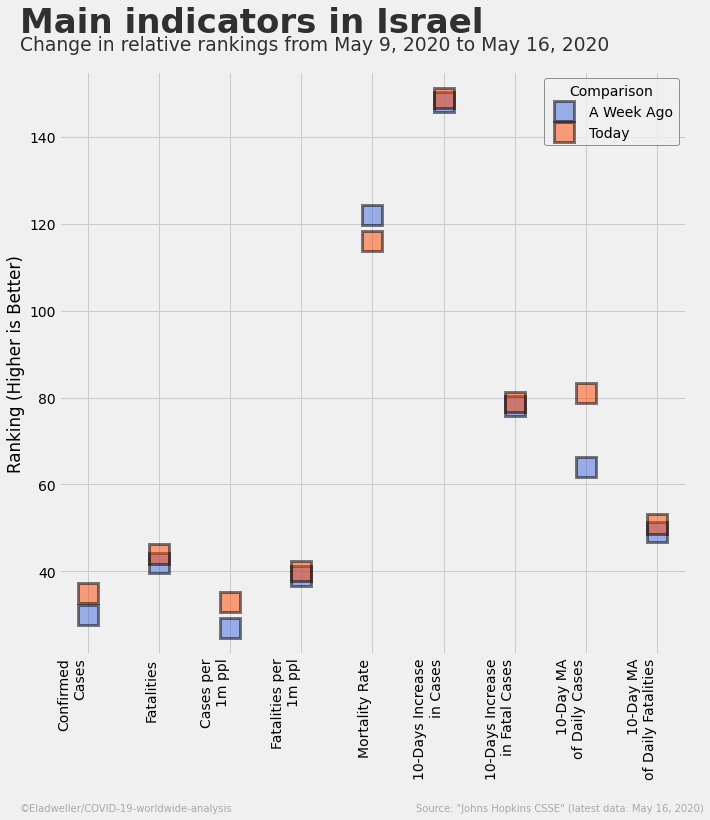 Main indicators in Israel
Change in relative rankings from May 9, 2020 to May 16, 2020
Comparison
A Week Ago
Today
Ranking (Higher is Better)
140
120
100
80
60
40
Confirmed
Cases
Fatalities
Cases per
1m ppl
Fatalities per
1m ppl
Mortality Rate
10-Days Increase
in Cases
10-Days Increase
in Fatal Cases
10-Day MA
of Daily Cases
10-Day MA
of Daily Fatalities
©Eladweller/COVID-19-worldwide-analysis
Source: "Johns Hopkins CSSE" (latest data: May 16, 2020)